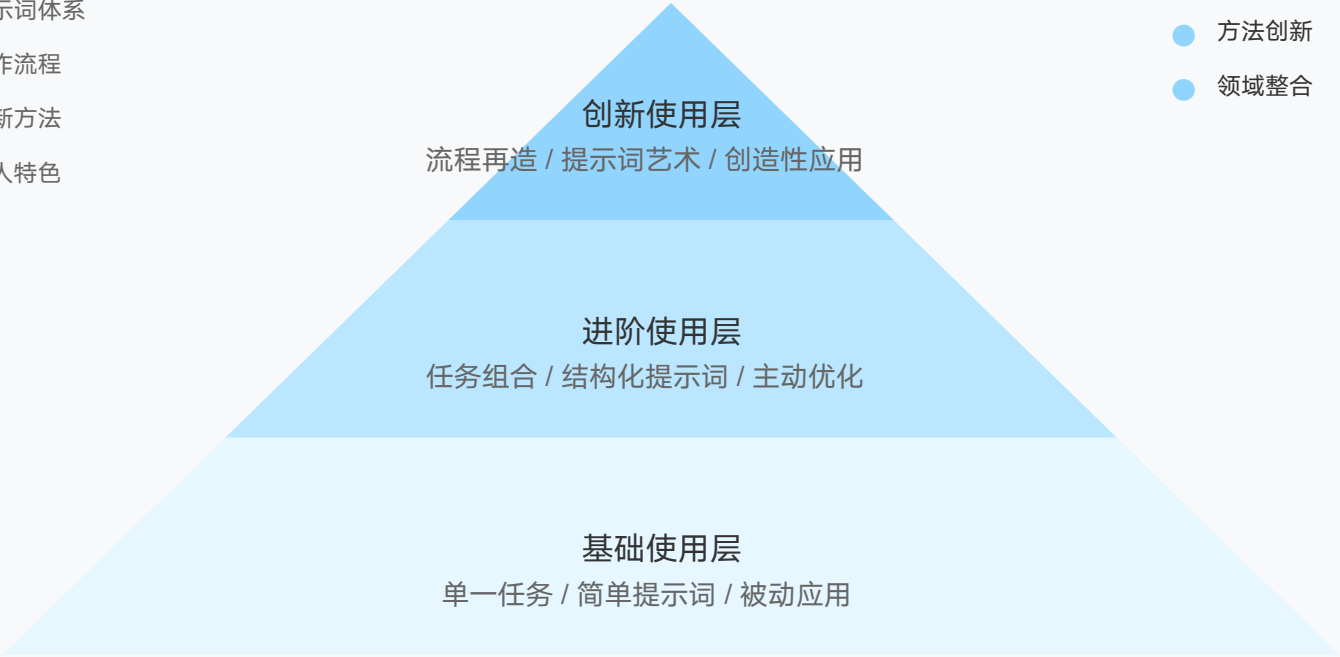 示词体系
作流程
新方法
人特色
创新使用层
流程再造 / 提示词艺术 / 创造性应用
进阶使用层
任务组合 / 结构化提示词 / 主动优化
基础使用层
单一任务 / 简单提示词 / 被动应用
方法创新
领域整合